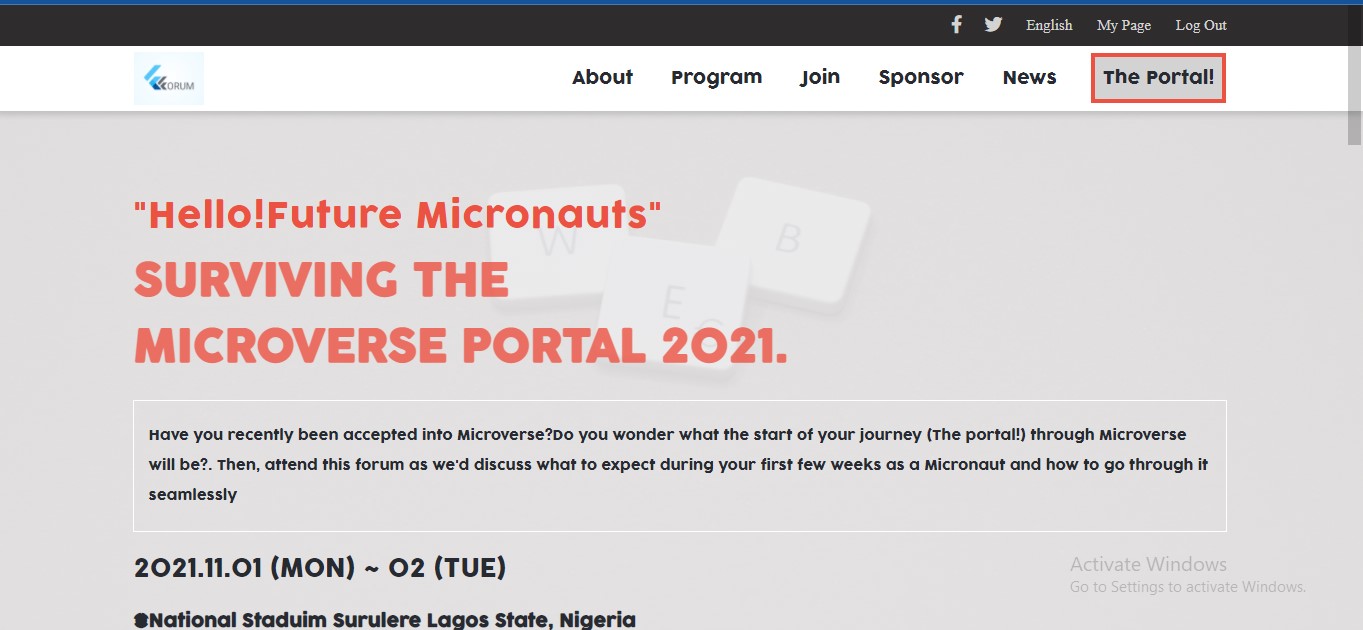 English My Page Log Out
KORUM
About Program Join Sponsor News The Portal!
"Hello!Future Micronauts"
SURVIVING THE
MICROVERSE PORTAL 2021.
W
B
E
Have you recently been accepted into Microverse?Do you wonder what the start of your journey (The portal!) through Microverse
will be?. Then, attend this forum as we'd discuss what to expect during your first few weeks as a Micronaut and how to go through it
seamlessly
2021.11.01 (MON) ~ 02 (TUE)
Activate Windows
Go to Settings to activate Windows.
National Staduim Surulere Lagos State, Nigeria